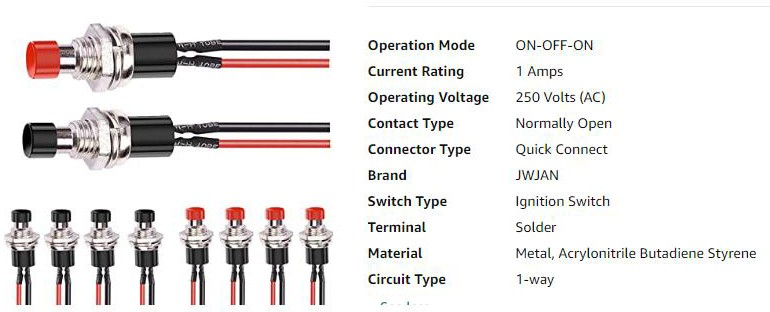 Operation Mode ON-OFF-ON
Current Rating 1 Amps
Operating Voltage 250 Volts (AC)
Contact Type Normally Open
Connector Type Quick Connect
Brand JWJAN
Switch Type Ignition Switch
Terminal Solder
Material Metal, Acrylonitrile Butadiene Styrene
Circuit Type 1-way